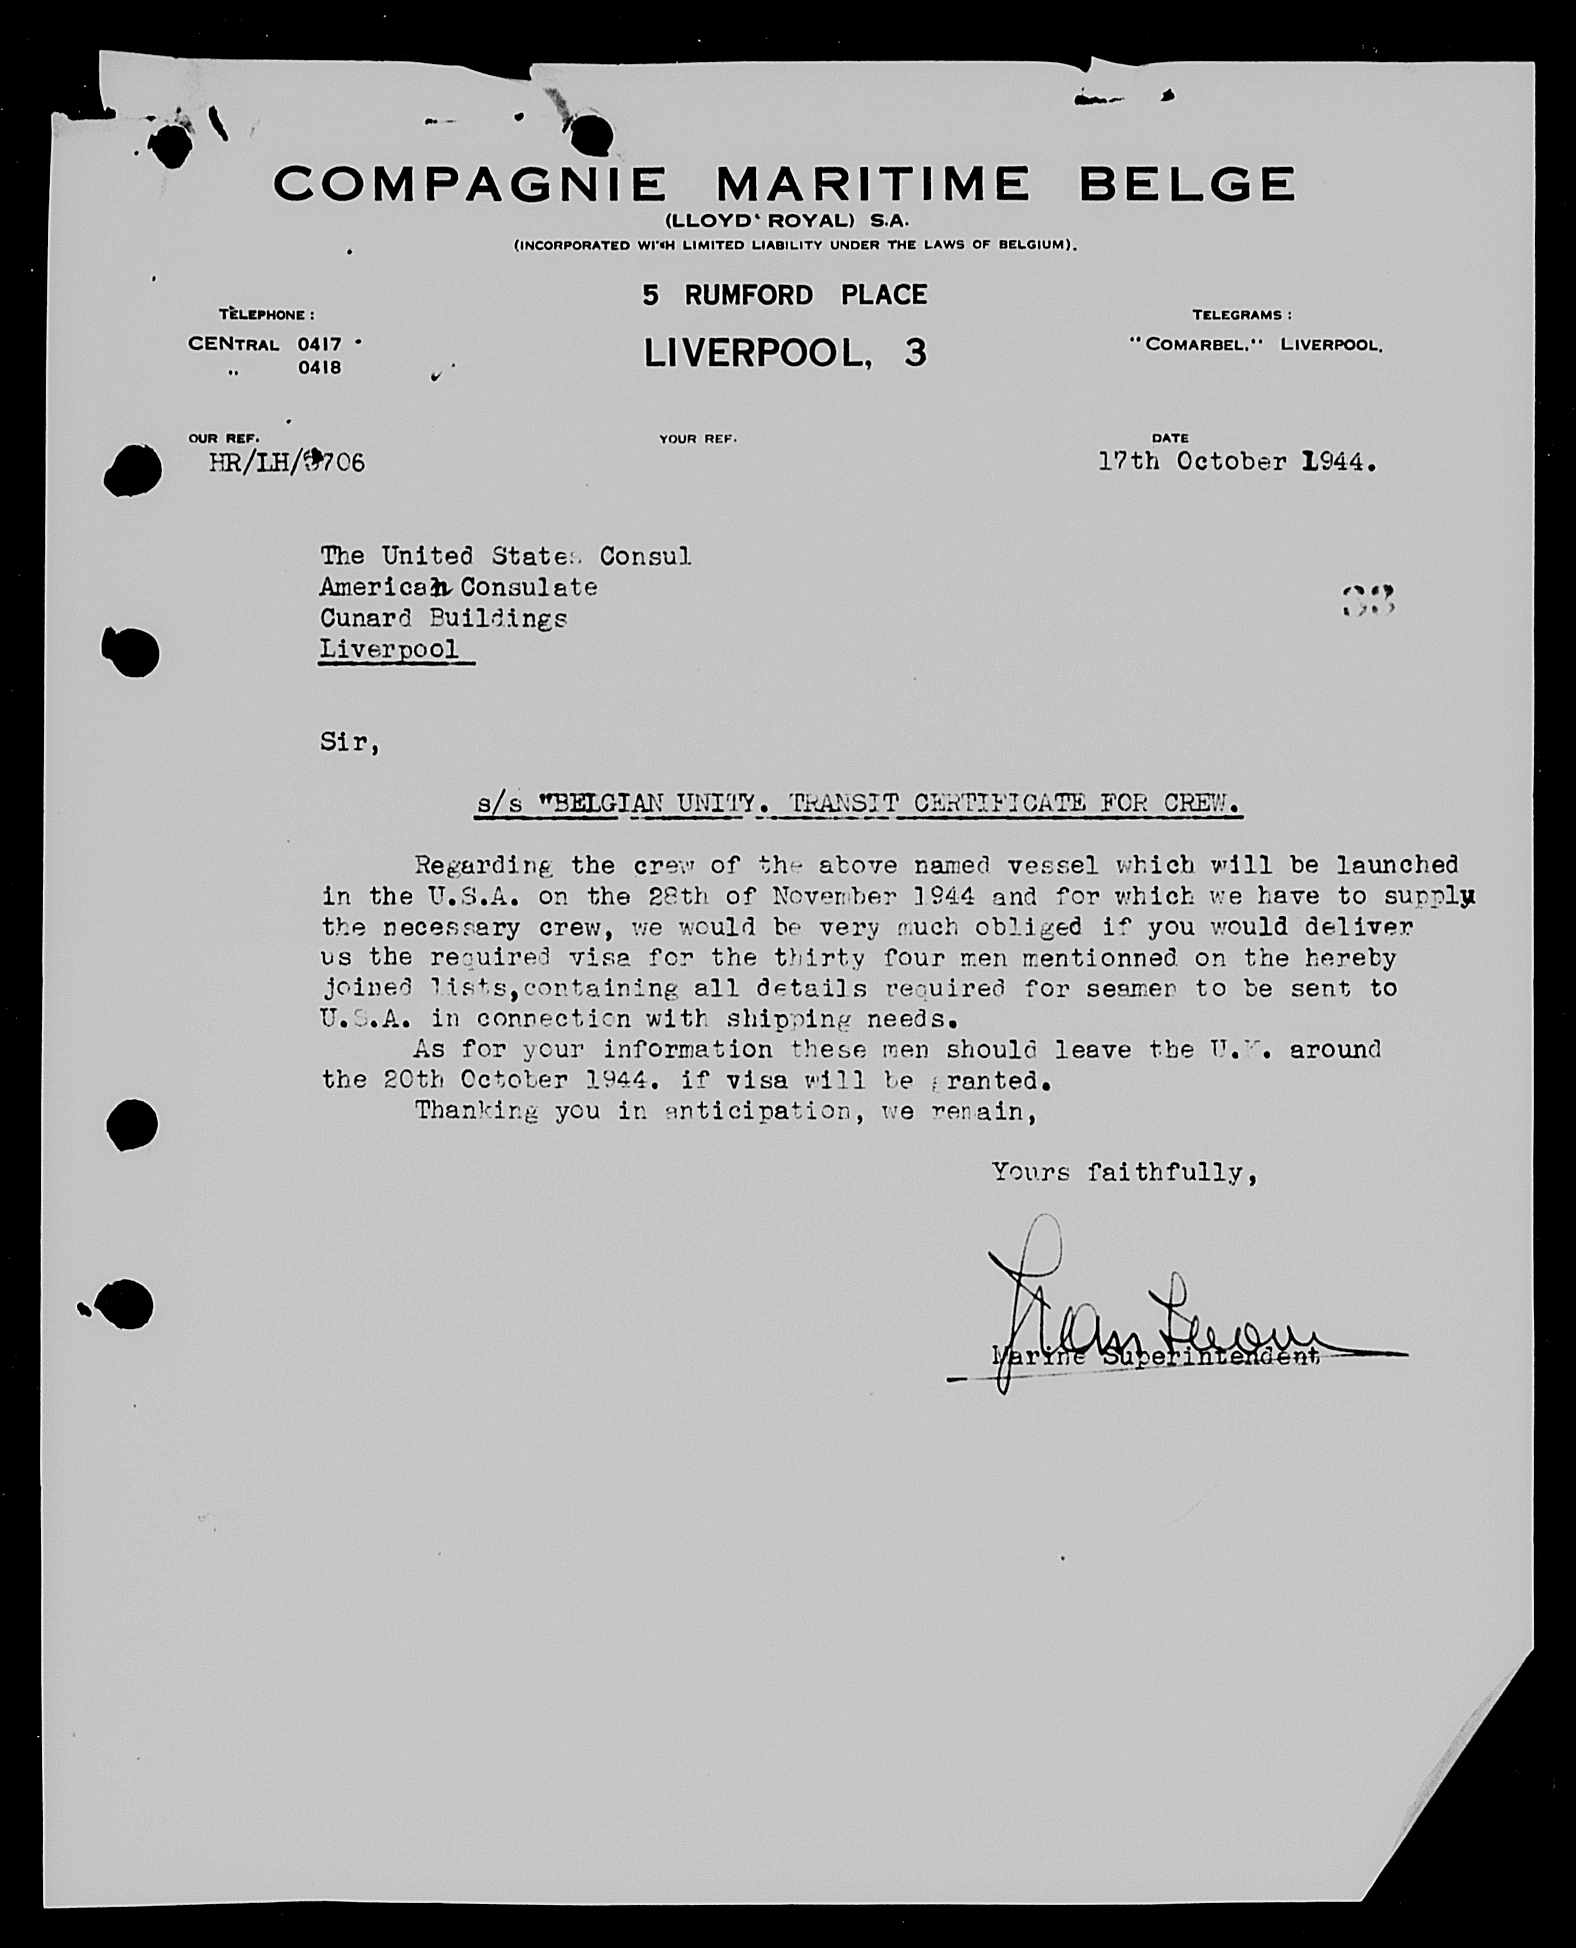 COMPAGNIE MARITIME BELGE
(LLOYD' ROYAL) S.A.
(INCORPORATED WITH LIMITED LIABILITY UNDER THE LAWS OF BELGIUM).
5 RUMFORD PLACE
LIVERPOOL, 3
TELEPHONE :
CENTRAL 0417
" 0418
TELEGRAMS :
"COMARBEL," LIVERPOOL.
OUR REF.
YOUR REF.
DATE
HR/LH/9706
17th October 1944.
The United States Consul
American Consulate
Cunard Buildings
Liverpool
Sir,
s/s "BELGIAN UNITY. TRANSIT CERTIFICATE FOR CREW.
Regarding the crew of the above named vessel which will be launched
in the U.S.A. on the 28th of November 1944 and for which we have to supply
the necessary crew, we would be very much obliged if you would deliver
us the required visa for the thirty four men mentionned on the hereby
joined lists,containing all details required for seamen to be sent to
U.S.A. in connection with shipping needs.
As for your information these men should leave the U.K. around
the 20th October 1944. if visa will be granted.
Thanking you in anticipation, we remain,
Yours faithfully,
Marine Superintendent